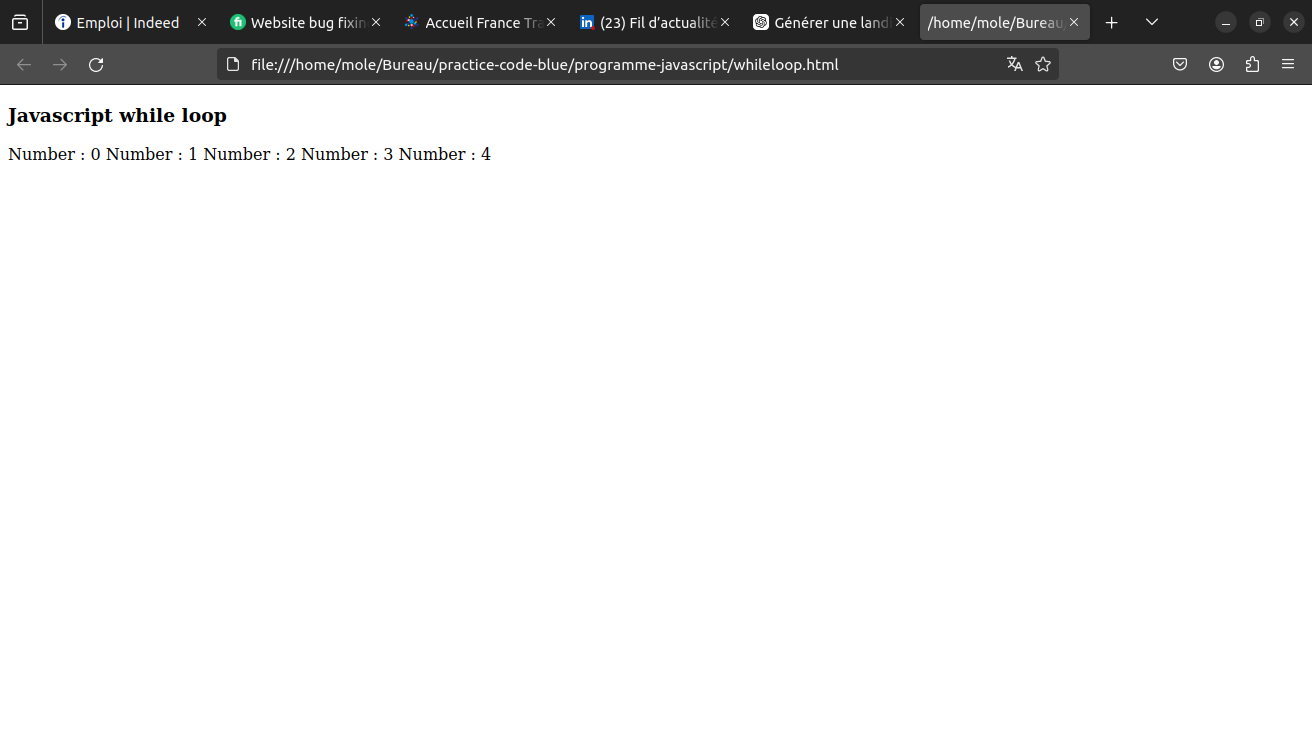 Emploi | Indeed
Website bug fixin
Accueil France Tra
in (23) Fil d’actualité
Générer une landi
/home/mole/Bureau/
file:///home/mole/Bureau/practice-code-blue/programme-javascript/whileloop.html
Javascript while loop
Number : 0 Number : 1 Number : 2 Number : 3 Number : 4